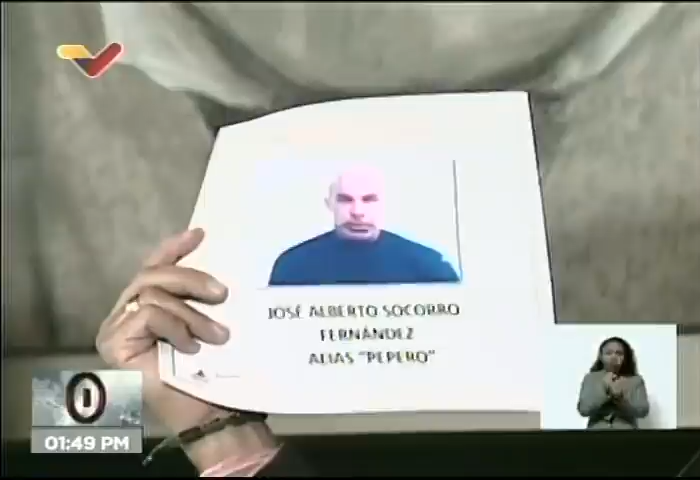 JOSÉ ALBERTO SOCORRO
FERNÁNDEZ
ALIAS "PEPERO"
01:49 PM